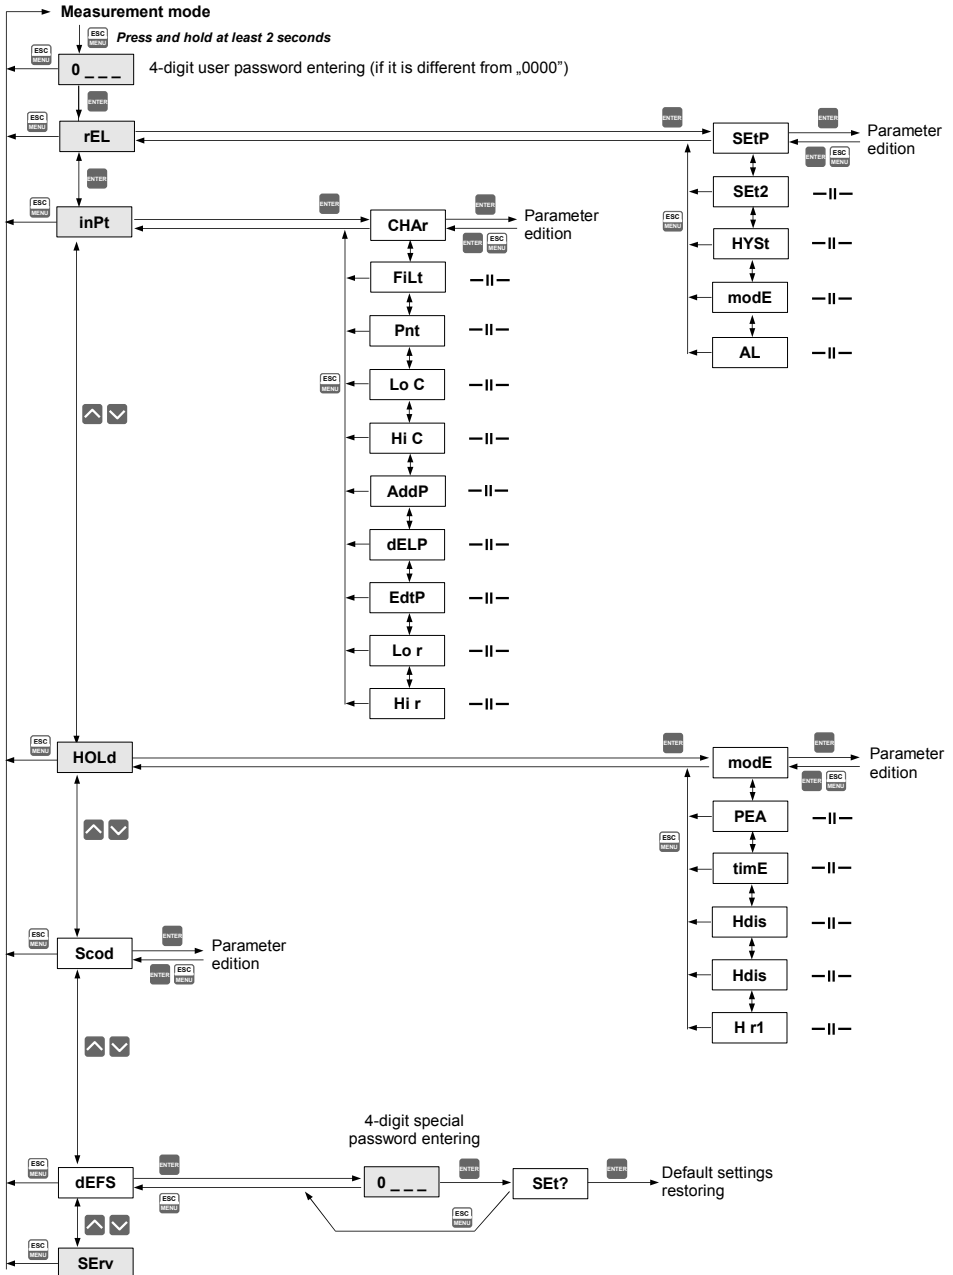 Measurement mode
ESC
MENU
Press and hold at least 2 seconds
ESC
MENU
0 _ _ _
4-digit user password entering (if it is different from „0000”)
ENTER
ESC
MENU
rEL
ENTER
SEtP
ENTER
ENTER
ESC
MENU
Parameter
edition
ENTER
ESC
MENU
SEt2
—II—
HYSt
—II—
modE
—II—
AL
—II—
ESC
MENU
inPt
ENTER
CHAr
ENTER
ENTER
ESC
MENU
Parameter
edition
FiLt
—II—
Pnt
—II—
ESC
MENU
Lo C
—II—
Hi C
—II—
AddP
—II—
dELP
—II—
EdtP
—II—
Lo r
—II—
Hi r
—II—
ESC
MENU
HOLd
ENTER
modE
ENTER
ENTER
ESC
MENU
Parameter
edition
PEA
—II—
ESC
MENU
timE
—II—
Hdis
—II—
Hdis
—II—
H r1
—II—
ESC
MENU
Scod
ENTER
ENTER
ESC
MENU
Parameter
edition
4-digit special
password entering
ESC
MENU
dEFS
ENTER
ESC
MENU
0 _ _ _
ENTER
SEt?
ENTER
Default settings
restoring
ESC
MENU
ESC
MENU
SErv